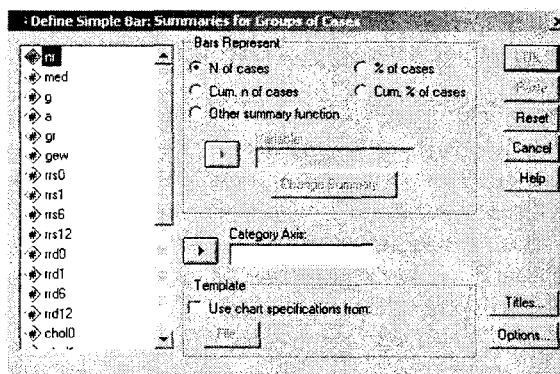 Define Simple Bar: Summaries for Groups of Cases
nr
med
g
a
gr
gew
rrs0
rrs1
rrs6
rrs12
rrd0
rrd1
rrd6
rrd12
chol0
Bars Represent
N of cases
% of cases
Cum. n of cases
Cum. % of cases
Other summary function
Variable:
Change Summary
Category Axis:
Template
Use chart specifications from:
File
OK
Paste
Reset
Cancel
Help
Titles...
Options...